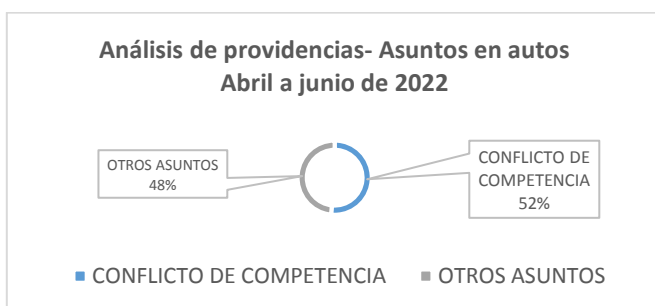 Análisis de providencias- Asuntos en autos
Abril a junio de 2022
OTROS ASUNTOS
48%
CONFLICTO DE
COMPETENCIA
52%
CONFLICTO DE COMPETENCIA
OTROS ASUNTOS